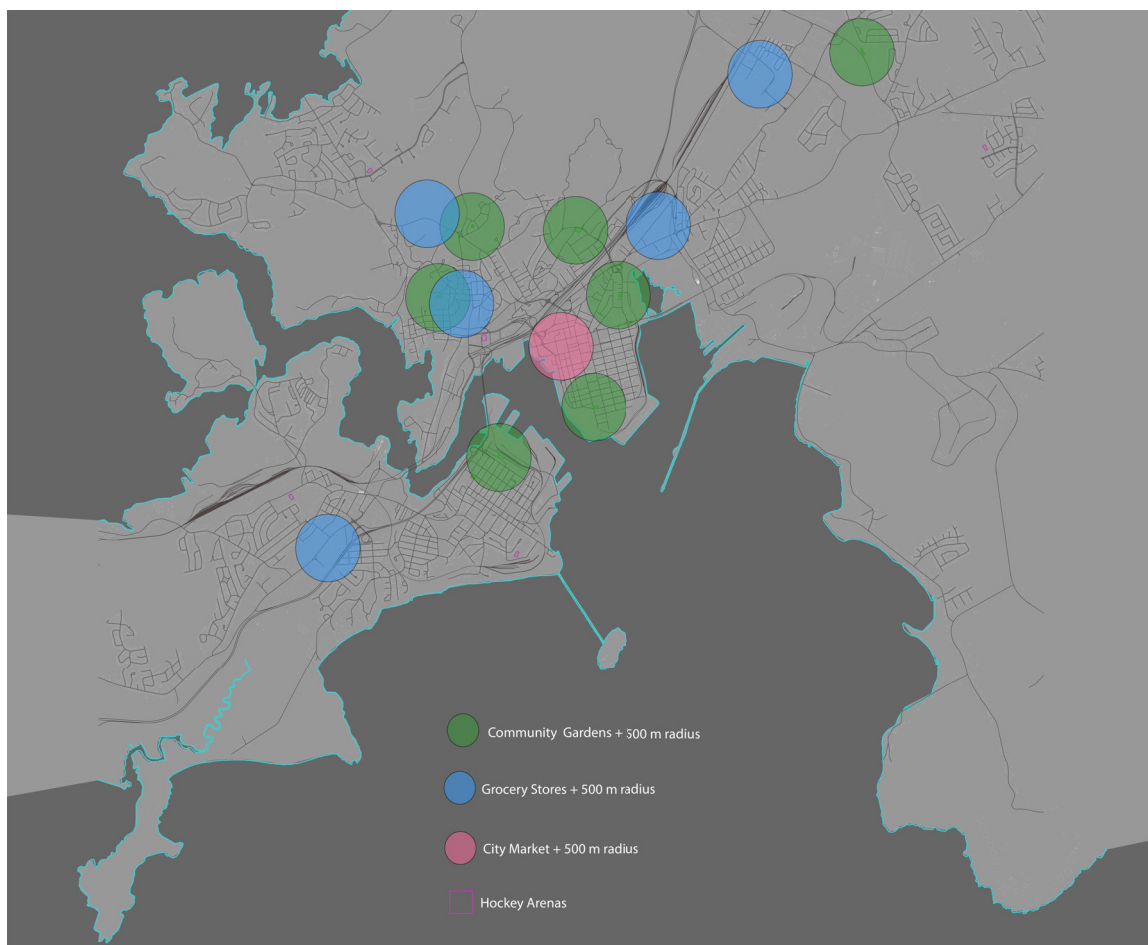 Community Gardens + 500 m radius
Grocery Stores + 500 m radius
City Market + 500 m radius
Hockey Arenas